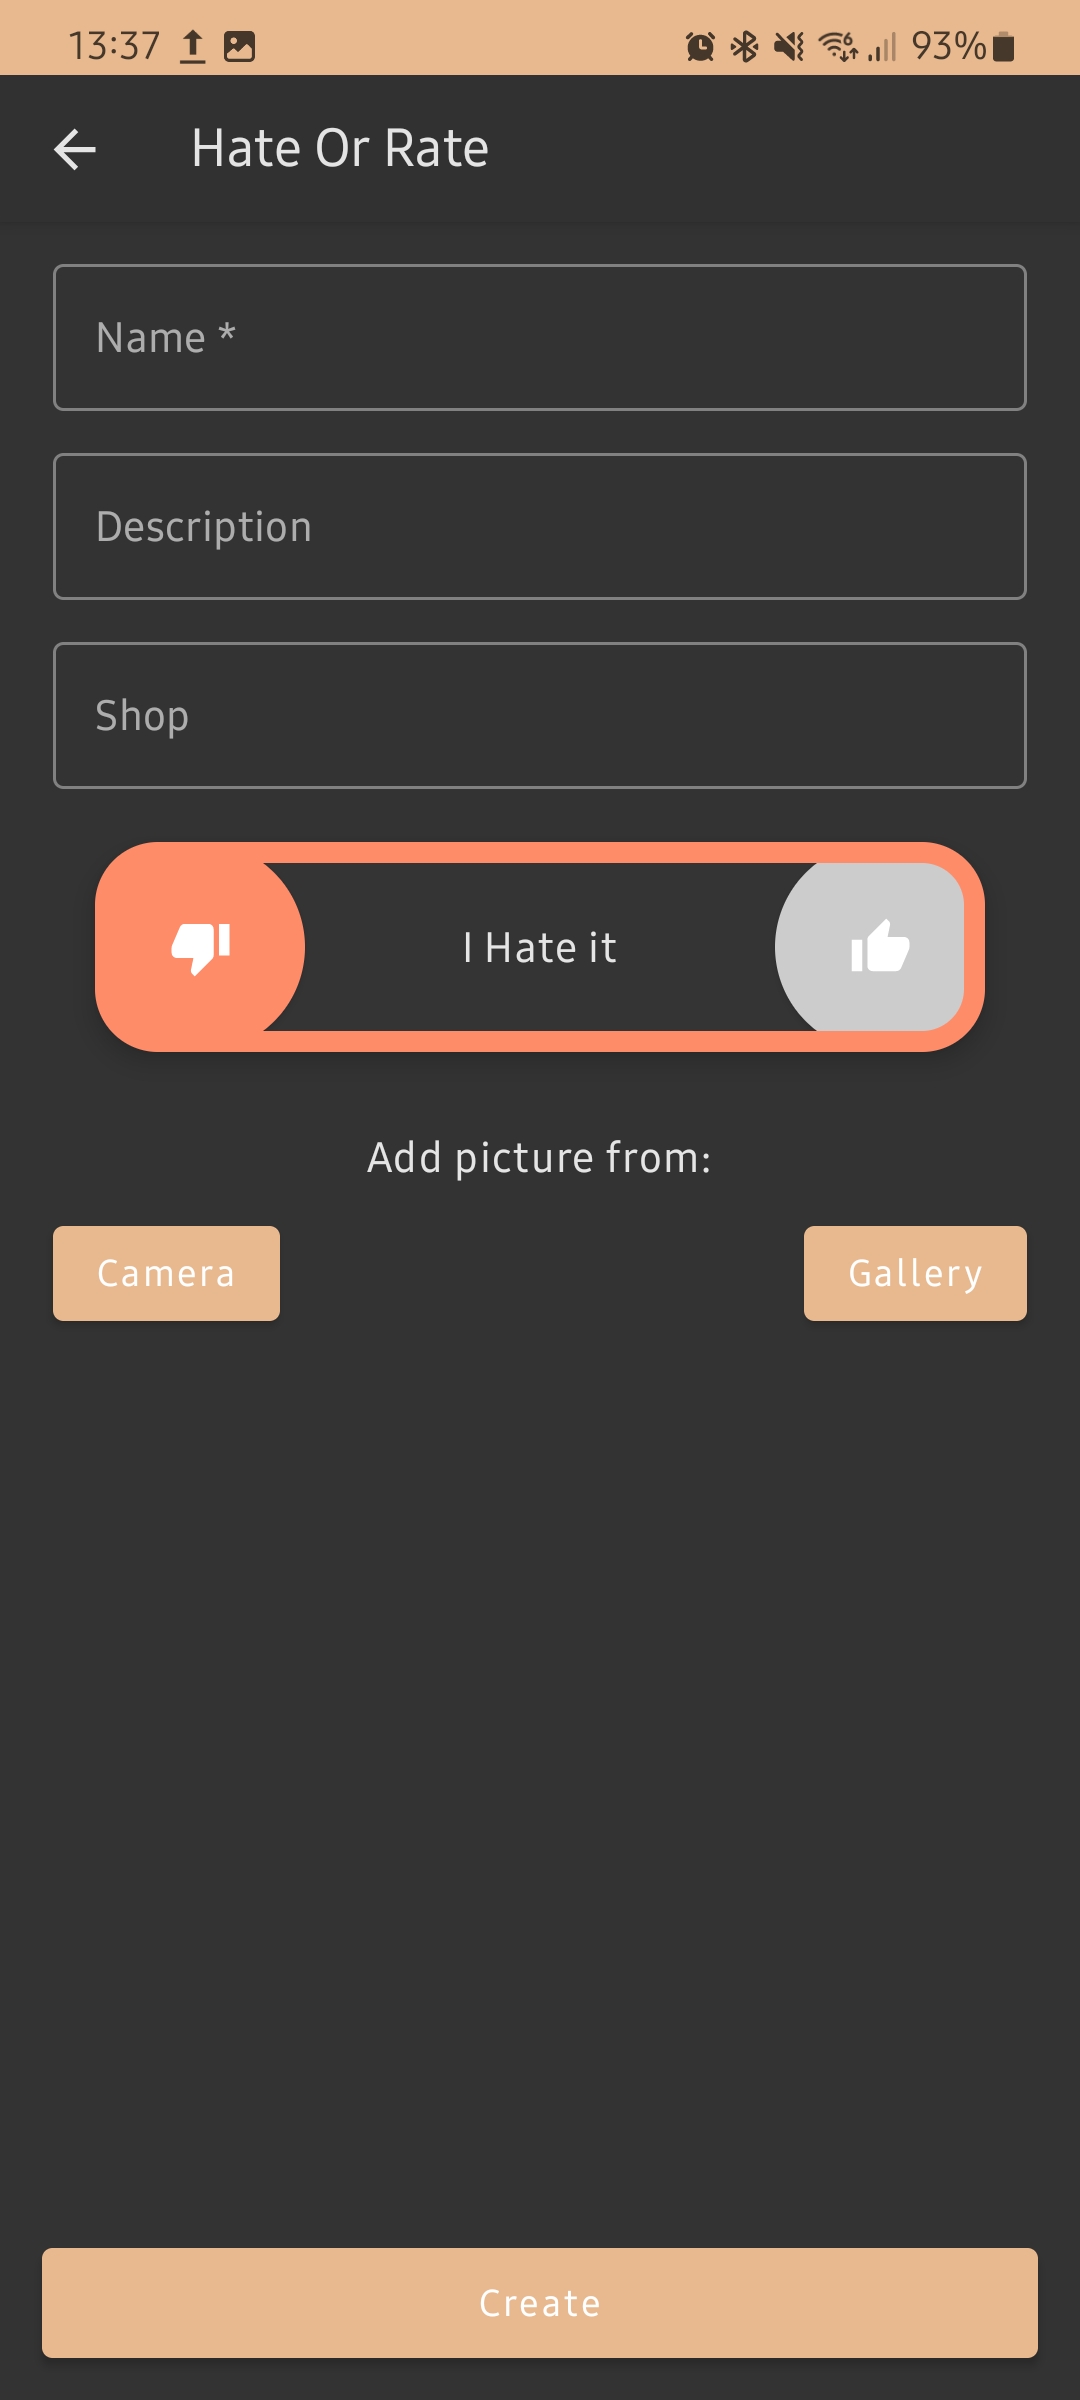 13:37 93%
Hate Or Rate
Name *
Description
Shop
I Hate it
Add picture from:
Camera Gallery
Create